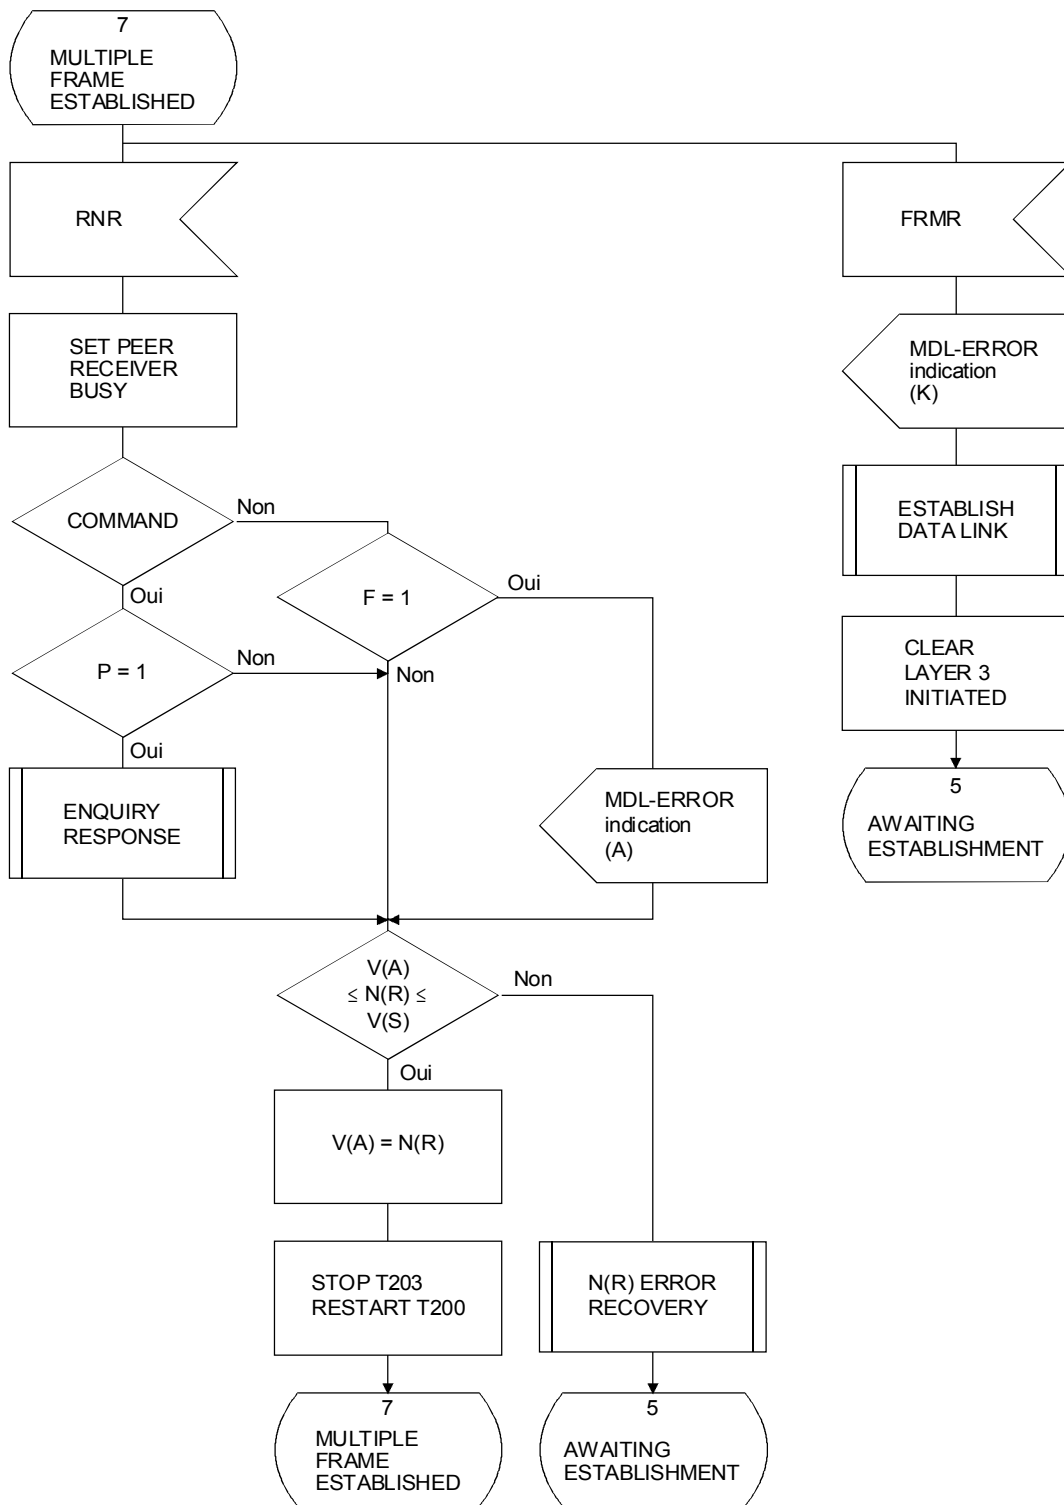 7
MULTIPLE
FRAME
ESTABLISHED
RNR
FRMR
SET PEER
RECEIVER
BUSY
MDL-ERROR
indication
(K)
COMMAND
Non
Oui
ESTABLISH
DATA LINK
F = 1
Oui
Non
P = 1
Non
Oui
CLEAR
LAYER 3
INITIATED
ENQUIRY
RESPONSE
MDL-ERROR
indication
(A)
5
AWAITING
ESTABLISHMENT
V(A)
≤ N(R) ≤
V(S)
Non
Oui
V(A) = N(R)
STOP T203
RESTART T200
N(R) ERROR
RECOVERY
7
MULTIPLE
FRAME
ESTABLISHED
5
AWAITING
ESTABLISHMENT